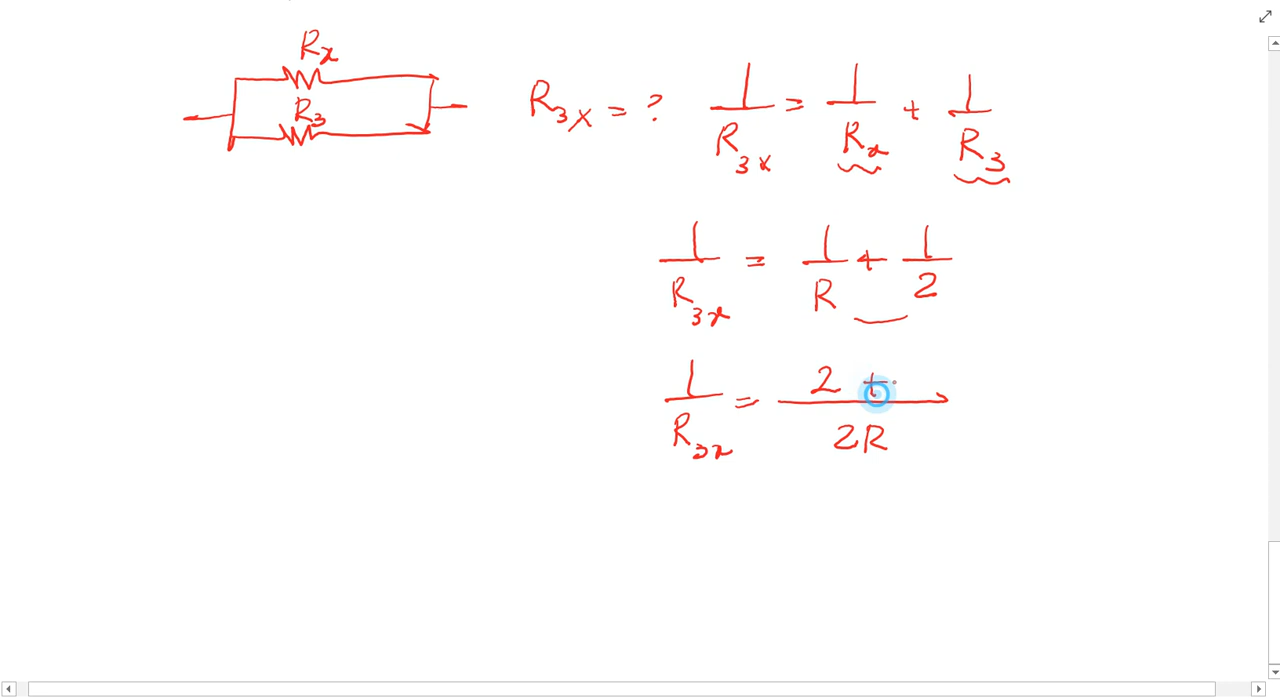 Rx
R3
R3x = ? 1/R3x = 1/Rx + 1/R3
1/R3x = 1/R + 1/2
1/R3x = 2 + / 2R